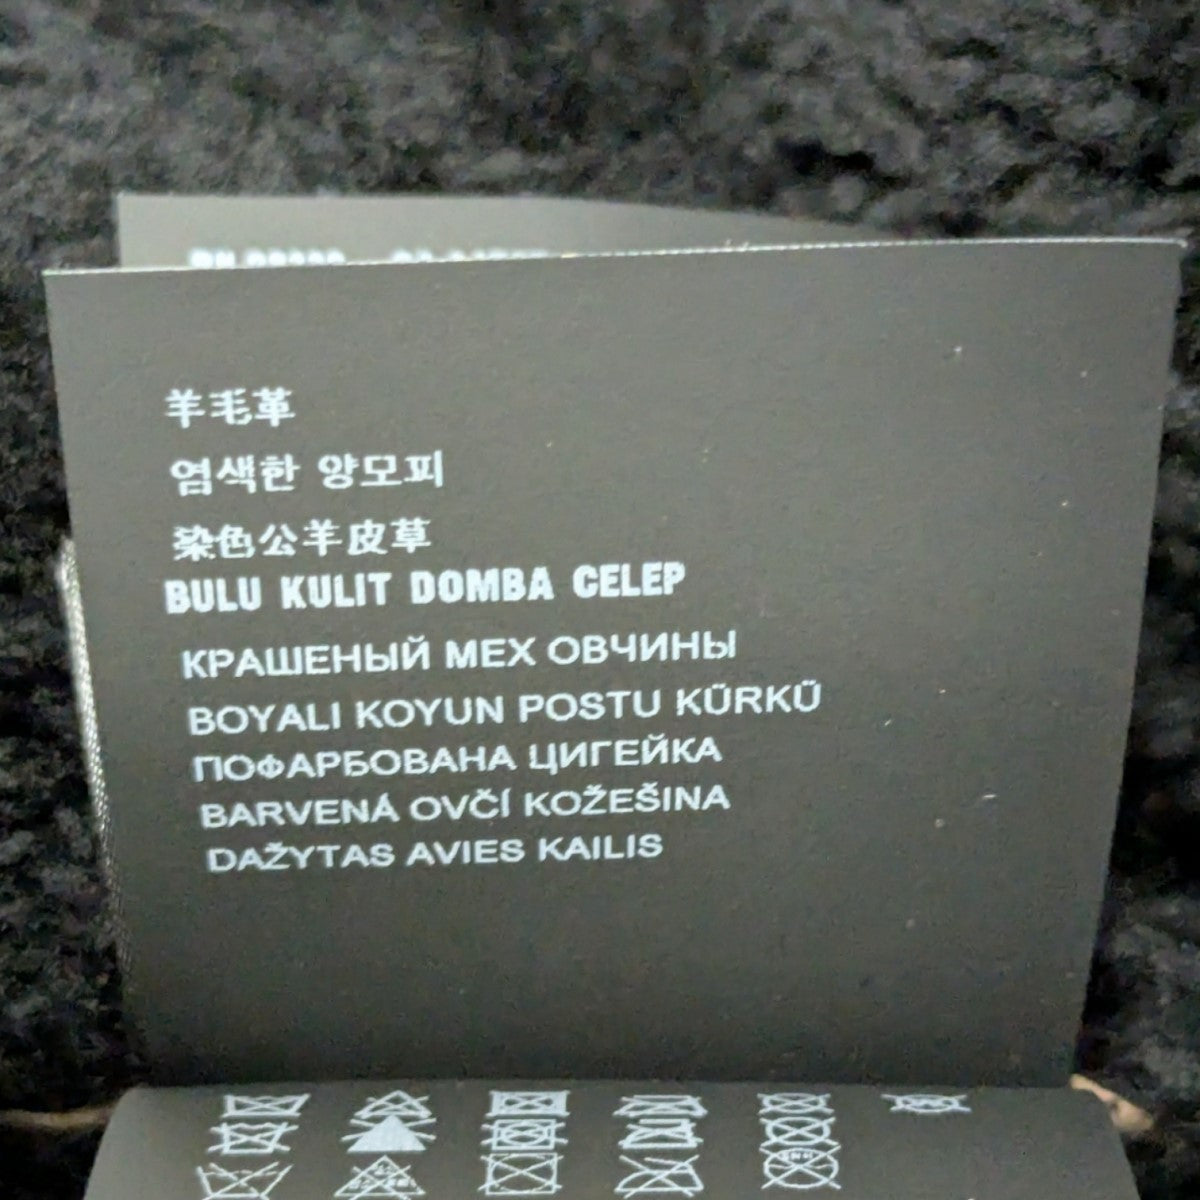 羊毛革
염색한 양모피
染色公羊皮草
BULU KULIT DOMBA CELEP
КРАШЕНЫЙ МЕХ ОВЧИНЫ
BOYALI KOYUN POSTU KÜRKÜ
ПОФАРБОВАНА ЦИГЕЙКА
BARVENÁ OVČÍ KOŽEŠINA
DAŽYTAS AVIES KAILIS